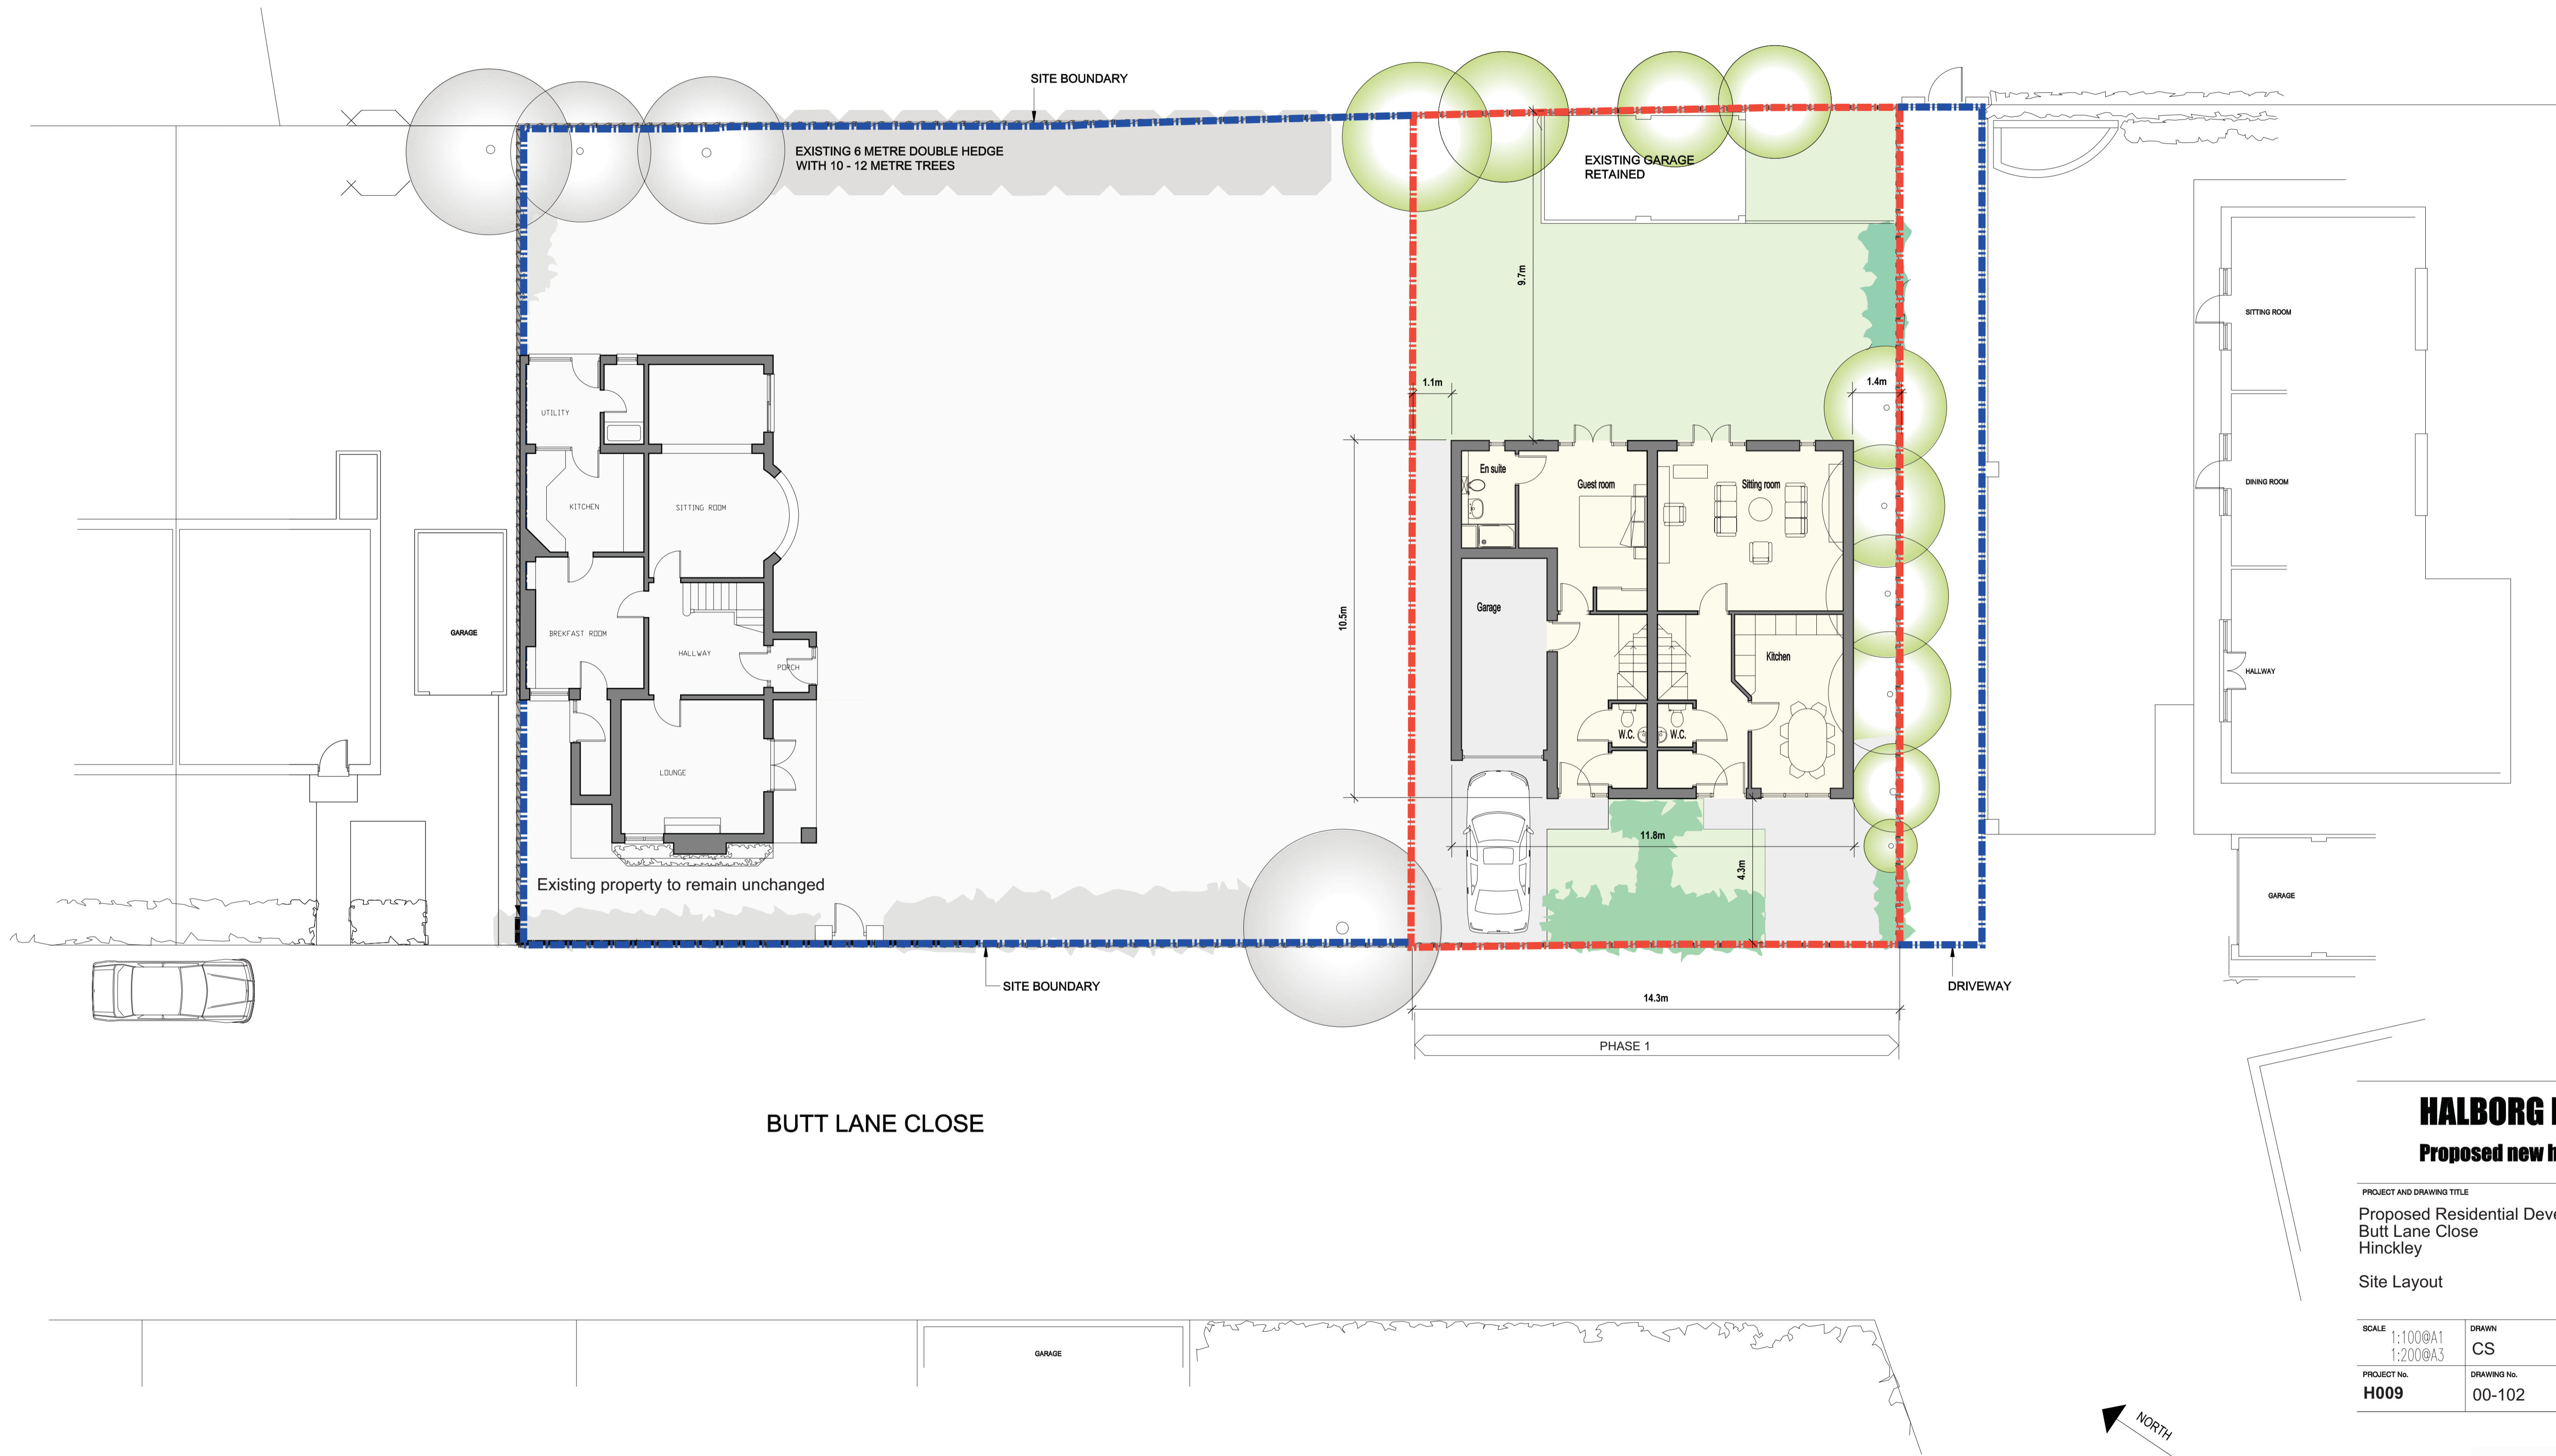 SITE BOUNDARY
EXISTING 6 METRE DOUBLE HEDGE
WITH 10 - 12 METRE TREES
EXISTING GARAGE
RETAINED
9.7m
1.1m
1.4m
SITTING ROOM
DINING ROOM
HALLWAY
GARAGE
UTILITY
KITCHEN
SITTING ROOM
BREKFAST ROOM
HALLWAY
PORCH
LOUNGE
GARAGE
En suite
Guest room
Sitting room
Garage
Kitchen
W.C.
W.C.
10.5m
11.8m
4.3m
Existing property to remain unchanged
SITE BOUNDARY
DRIVEWAY
14.3m
PHASE 1
BUTT LANE CLOSE
GARAGE
HALBORG
Proposed new
PROJECT AND DRAWING TITLE
Proposed Residential
Butt Lane Close
Hinckley
Site Layout
SCALE
1:100@A1
1:200@A3
DRAWN
CS
PROJECT No.
H009
DRAWING No.
00-102
NORTH